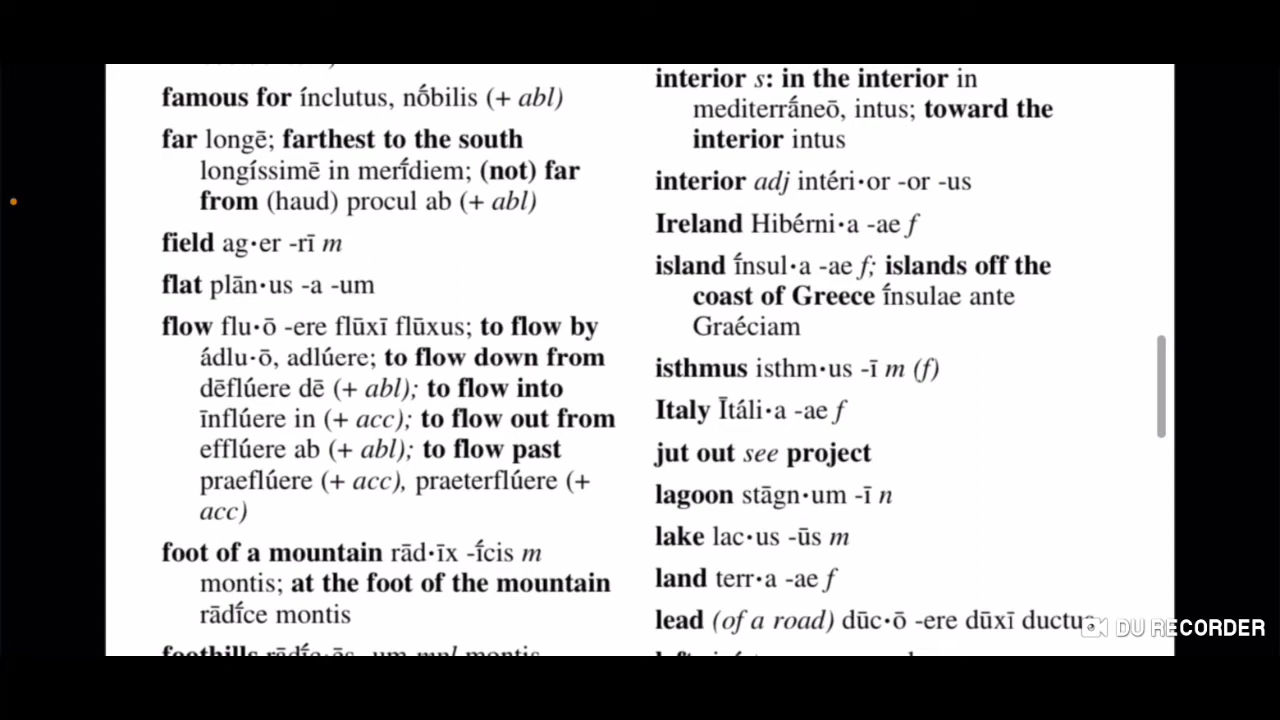 famous for ínclutus, nṓbilis (+ abl)
far longē; farthest to the south
longíssimē in merī́diem; (not) far
from (haud) procul ab (+ abl)
field ag•er -rī m
flat plān•us -a -um
flow flu•ō -ere flūxī flūxus; to flow by
ádlu•ō, adlúere; to flow down from
dēflúere dē (+ abl); to flow into
īnflúere in (+ acc); to flow out from
efflúere ab (+ abl); to flow past
praeflúere (+ acc), praeterflúere (+
acc)
foot of a mountain rād•īx -ī́cis m
montis; at the foot of the mountain
rādī́ce montis
interior s: in the interior in
mediterrā́neō, intus; toward the
interior intus
interior adj intéri•or -or -us
Ireland Hibérni•a -ae f
island ī́nsul•a -ae f; islands off the
coast of Greece ī́nsulae ante
Graéciam
isthmus isthm•us -ī m (f)
Italy Ītáli•a -ae f
jut out see project
lagoon stāgn•um -ī n
lake lac•us -ūs m
land terr•a -ae f
lead (of a road) dūc•ō -ere dūxī ductus
DU RECORDER